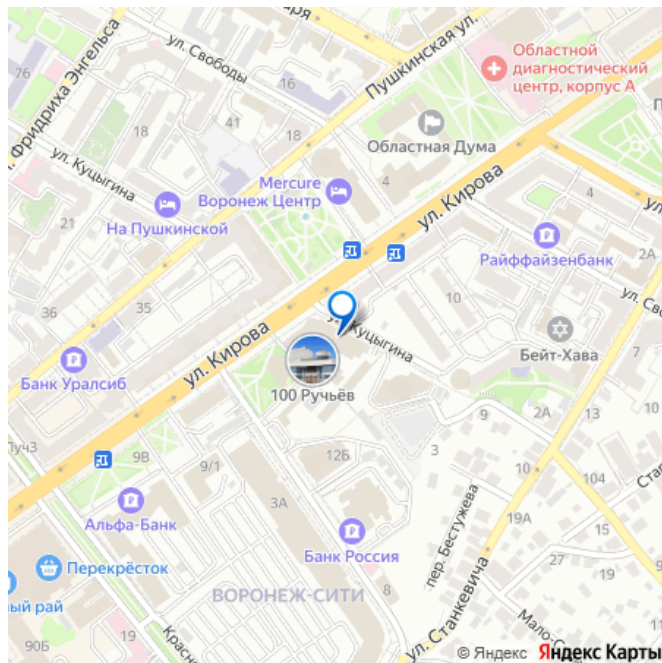 ул. Свободы
Пушкинская ул.
Фридриха Энгельса
16
Областной
диагностический
центр, корпус А
18
41
Областная Дума
ул. Куцыгина
18
Mercure
Воронеж Центр
4
ул. Кирова
4
21
На Пушкинской
Райффайзенбанк
2А
36
35
10
ул. Куцыгина
Бейт-Хава
7
ул. Кирова
Банк Уралсиб
100 Ручьёв
9
2А
13
9В
9/1
12Б
3
10
104
3А
19А
15
Альфа-Банк
Банк Россия
пер. Бестужева
27
19
Перекрёсток
8
ВОРОНЕЖ-СИТИ
ул. Станкевича
90Б
19
© Яндекс Яндекс Карты